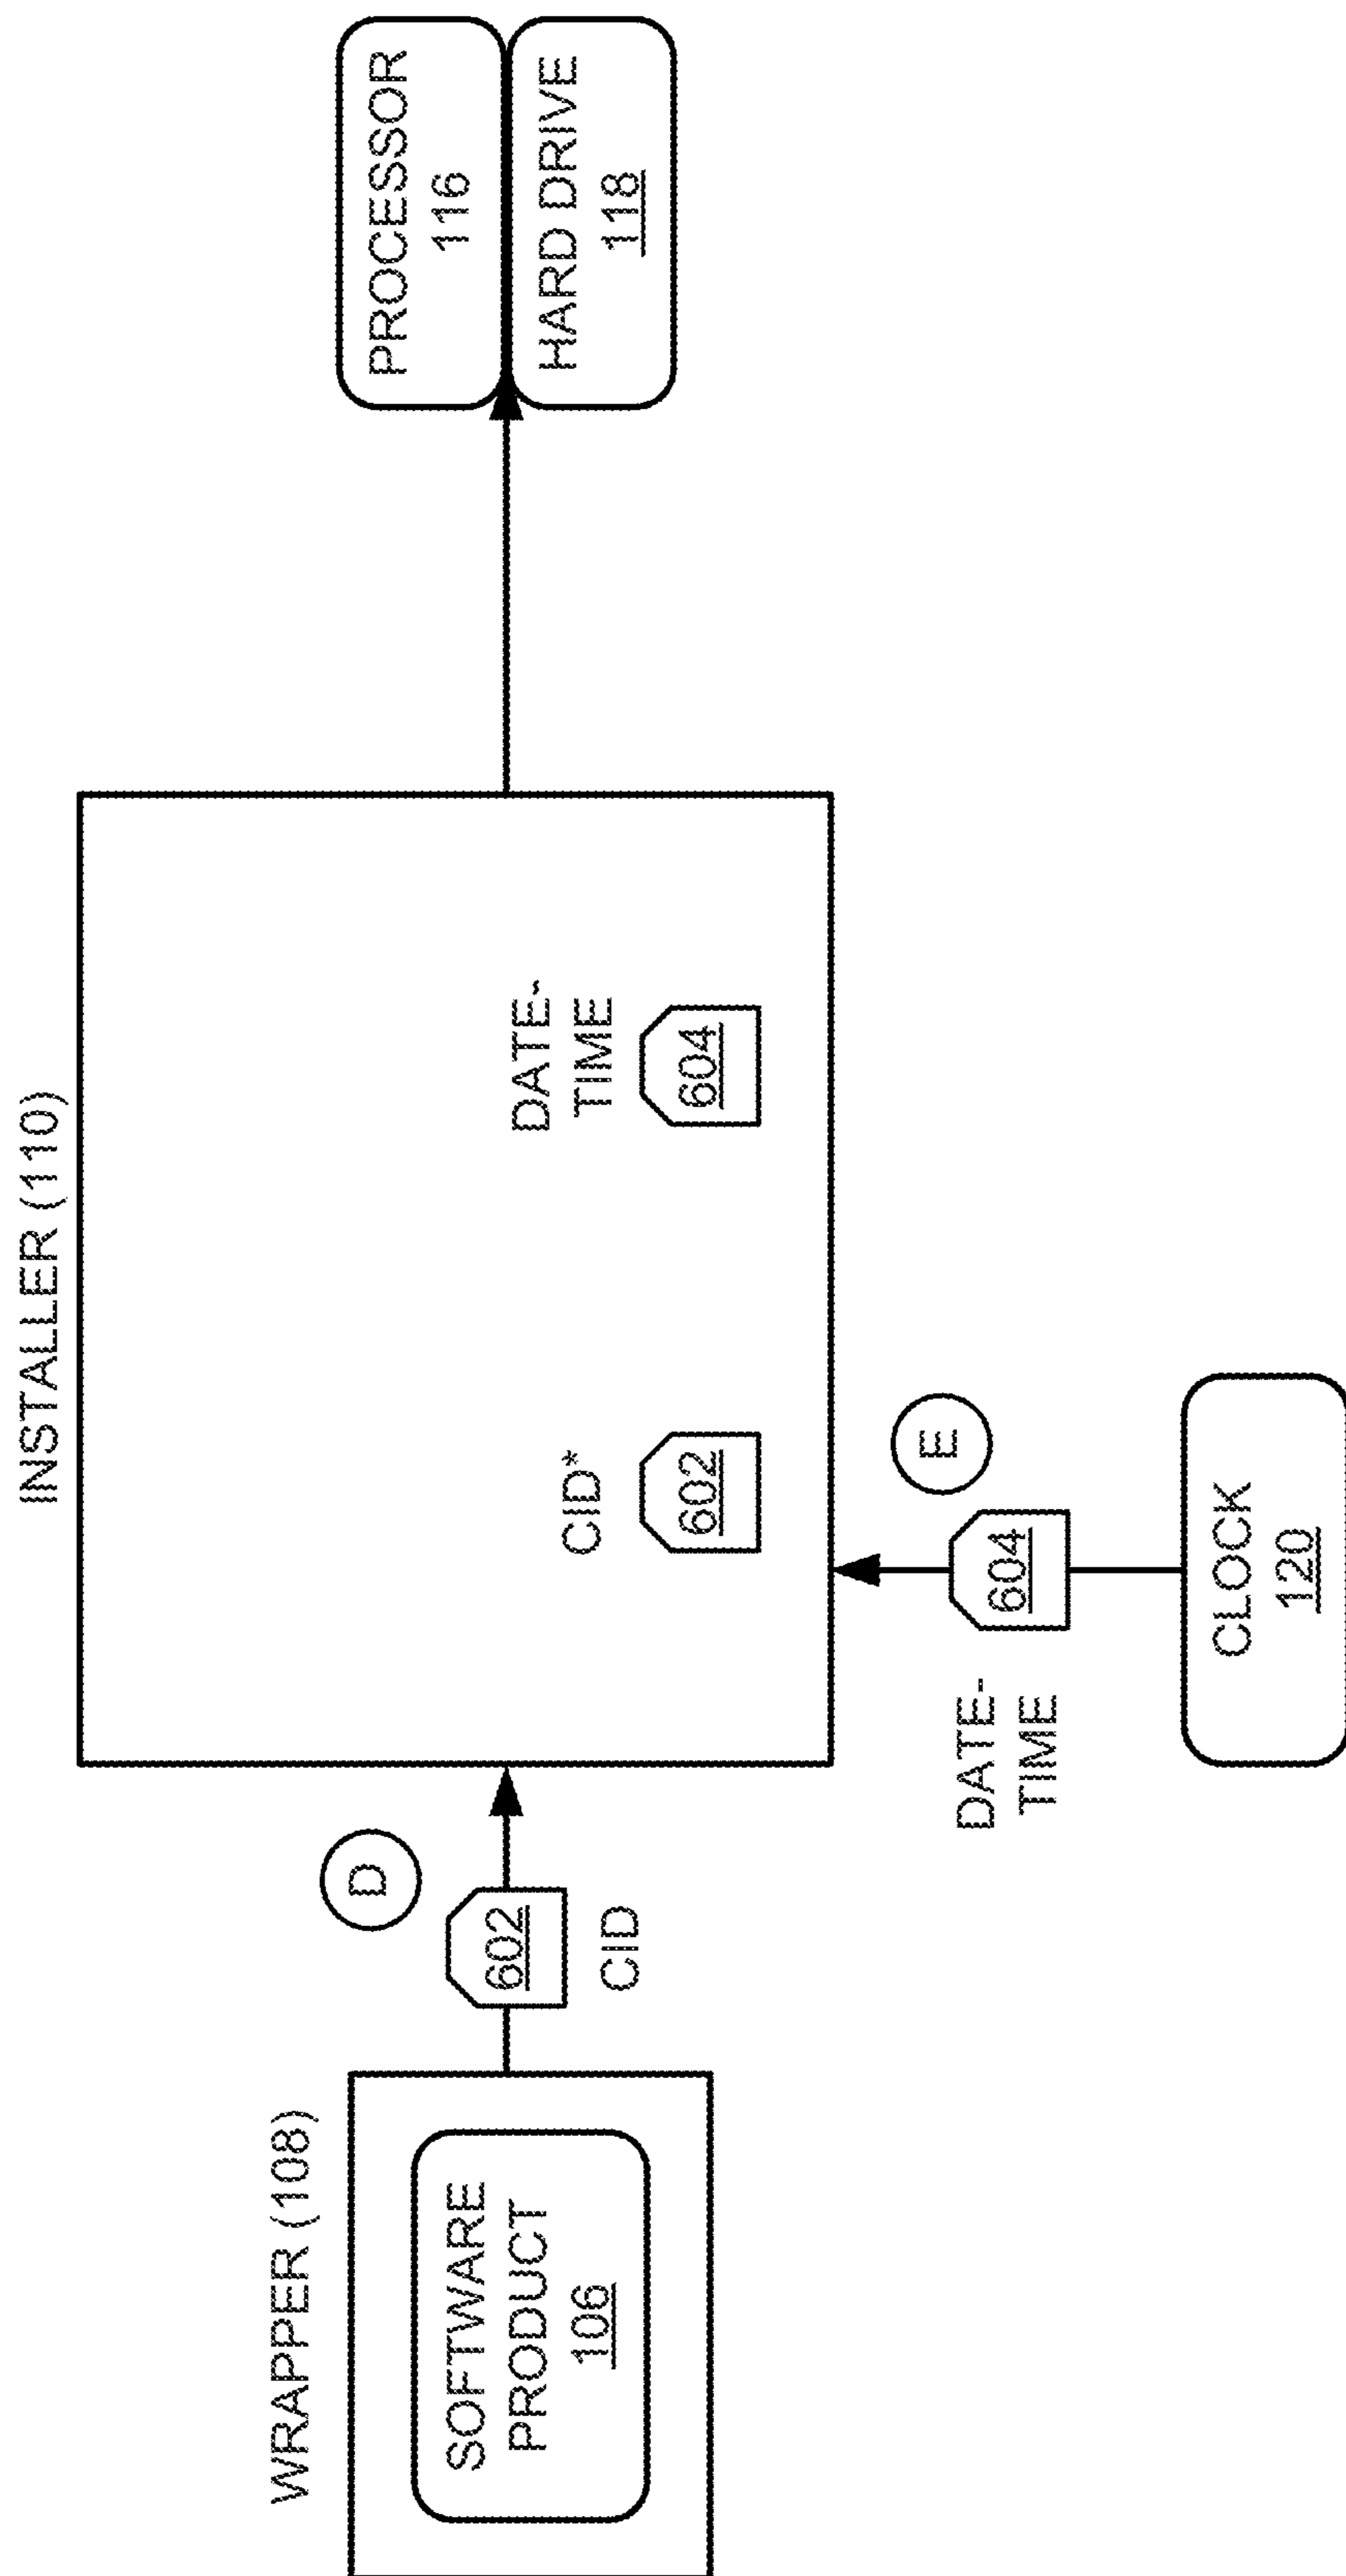 WRAPPER (108)
SOFTWARE
PRODUCT
106
D
602
CID
INSTALLER (110)
CID*
602
DATE-
TIME
604
E
DATE-
TIME
604
CLOCK
120
PROCESSOR
116
HARD DRIVE
118